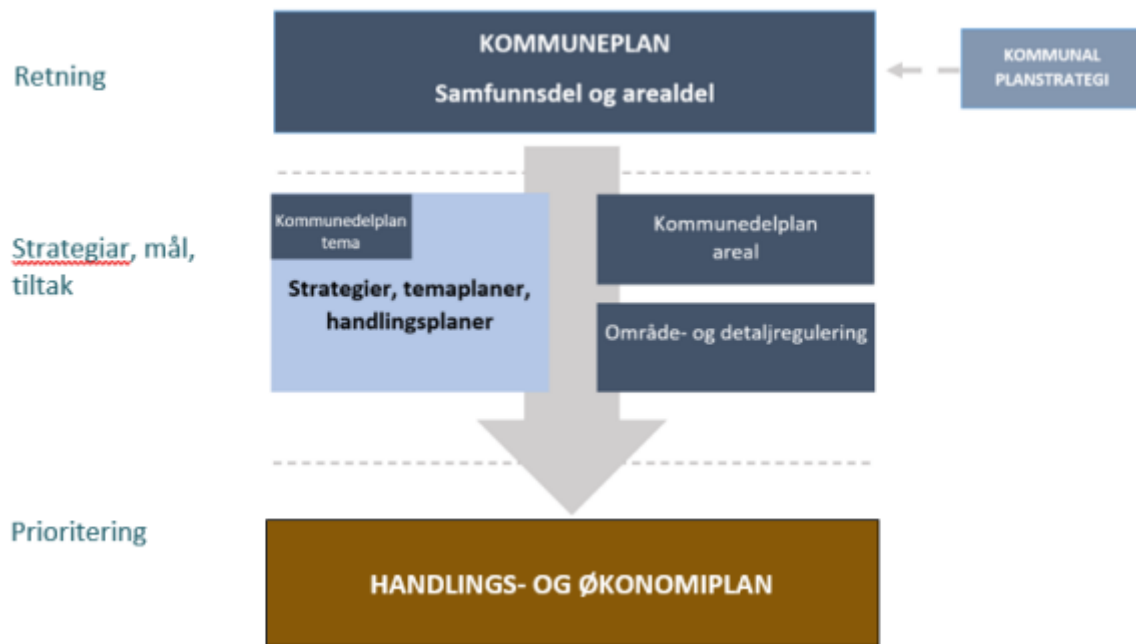 Retning
KOMMUNEPLAN
Samfunnsdel og arealdel
KOMMUNAL
PLANSTRATEGI
Strategiar, mål,
tiltak
Kommunedelplan
tema
Strategier, temaplaner,
handlingsplaner
Kommunedelplan
areal
Område- og detaljregulering
Prioritering
HANDLINGS- OG ØKONOMIPLAN